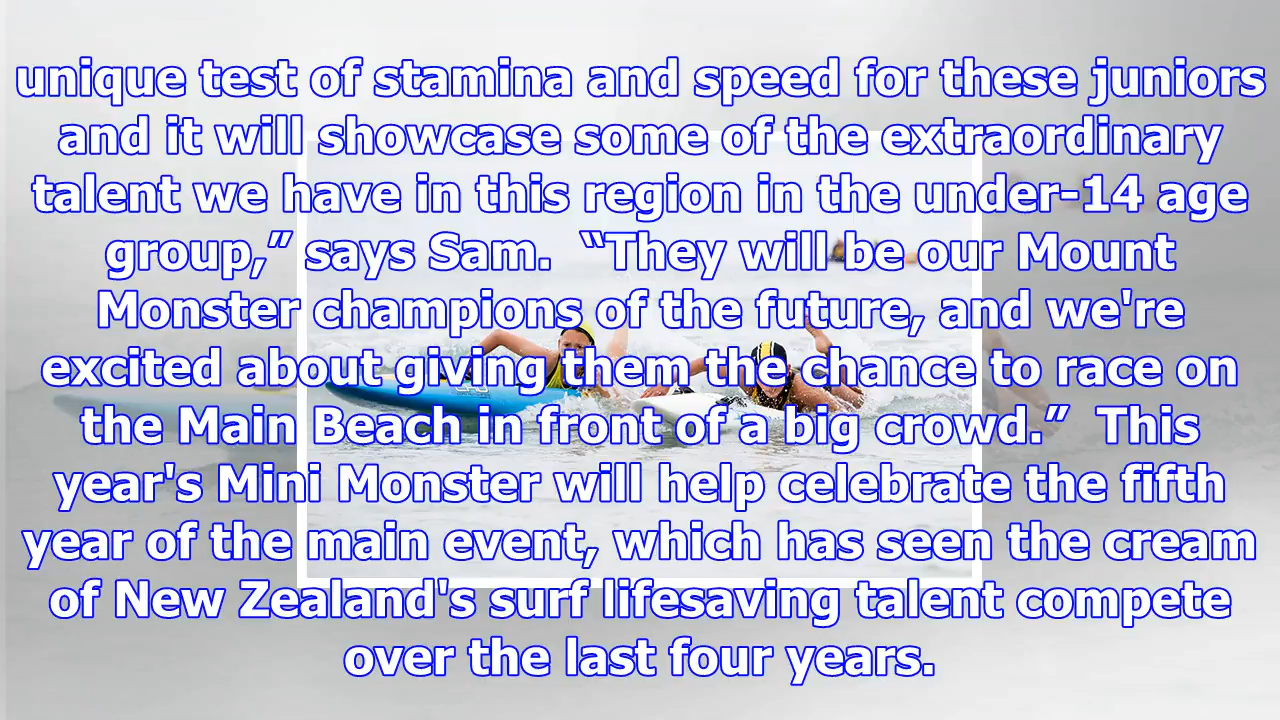 unique test of stamina and speed for these juniors
and it will showcase some of the extraordinary
talent we have in this region in the under-14 age
group,” says Sam.  “They will be our Mount
Monster champions of the future, and we're
excited about giving them the chance to race on
the Main Beach in front of a big crowd.”  This
year's Mini Monster will help celebrate the fifth
year of the main event, which has seen the cream
of New Zealand's surf lifesaving talent compete
over the last four years.